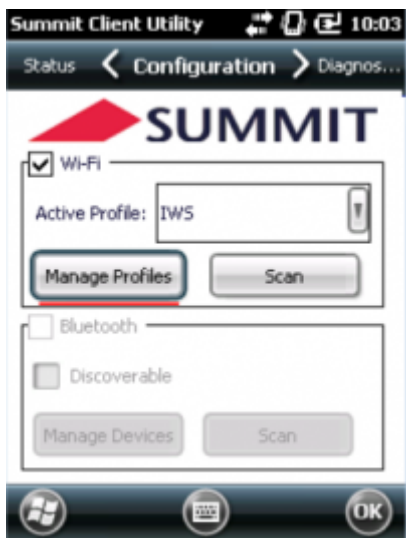 Summit Client Utility 10:03
Status Configuration Diagnos...
SUMMIT
Wi-Fi
Active Profile: IWS
Manage Profiles Scan
Bluetooth
Discoverable
Manage Devices Scan
OK